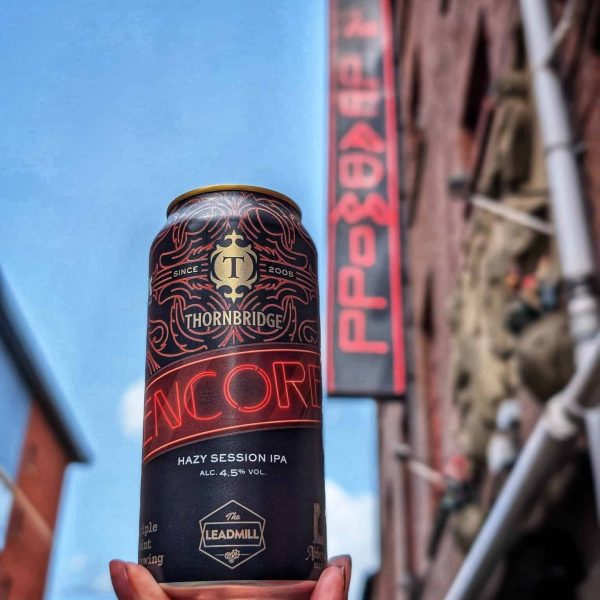 T
SINCE 2005
THORNBRIDGE
ENCORE
HAZY SESSION IPA
ALC. 4.5% VOL.
The
LEADMILL